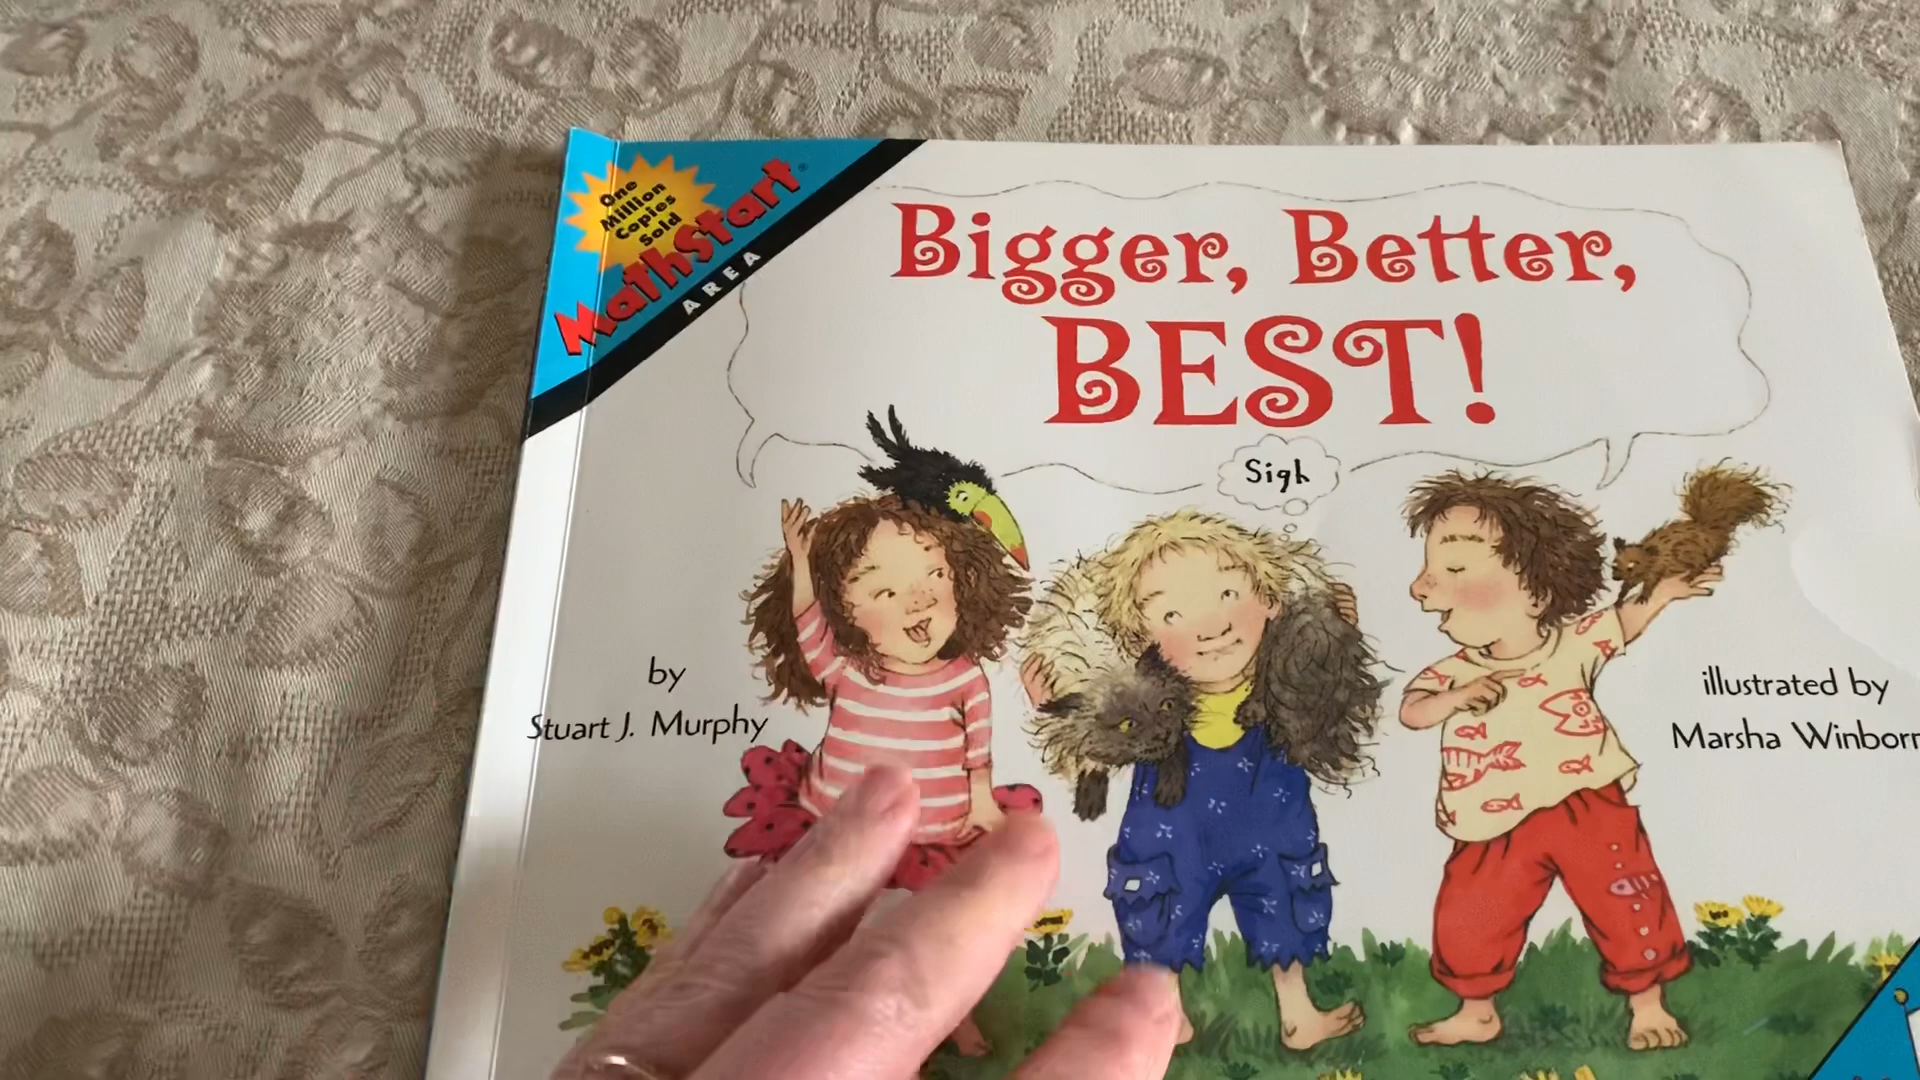 One
Million
Copies
Sold
MathStart®
AREA
Bigger, Better,
BEST!
Sigh
by
Stuart J. Murphy
illustrated by
Marsha Winborn